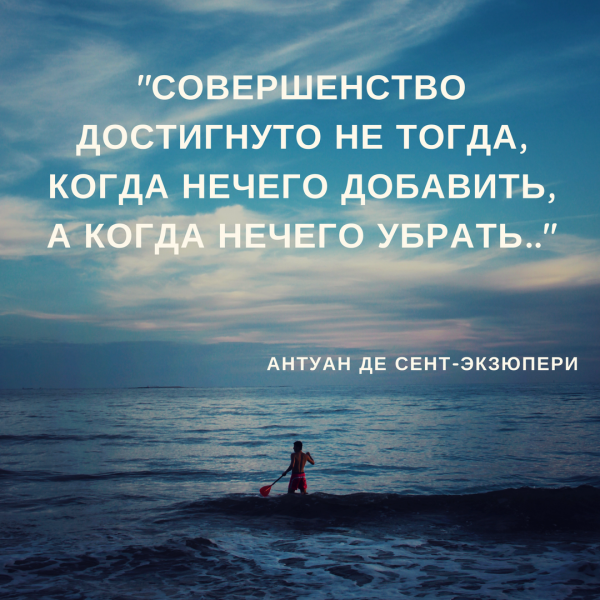 "СОВЕРШЕНСТВО
ДОСТИГНУТО НЕ ТОГДА,
КОГДА НЕЧЕГО ДОБАВИТЬ,
А КОГДА НЕЧЕГО УБРАТЬ.."
АНТУАН ДЕ СЕНТ-ЭКЗЮПЕРИ